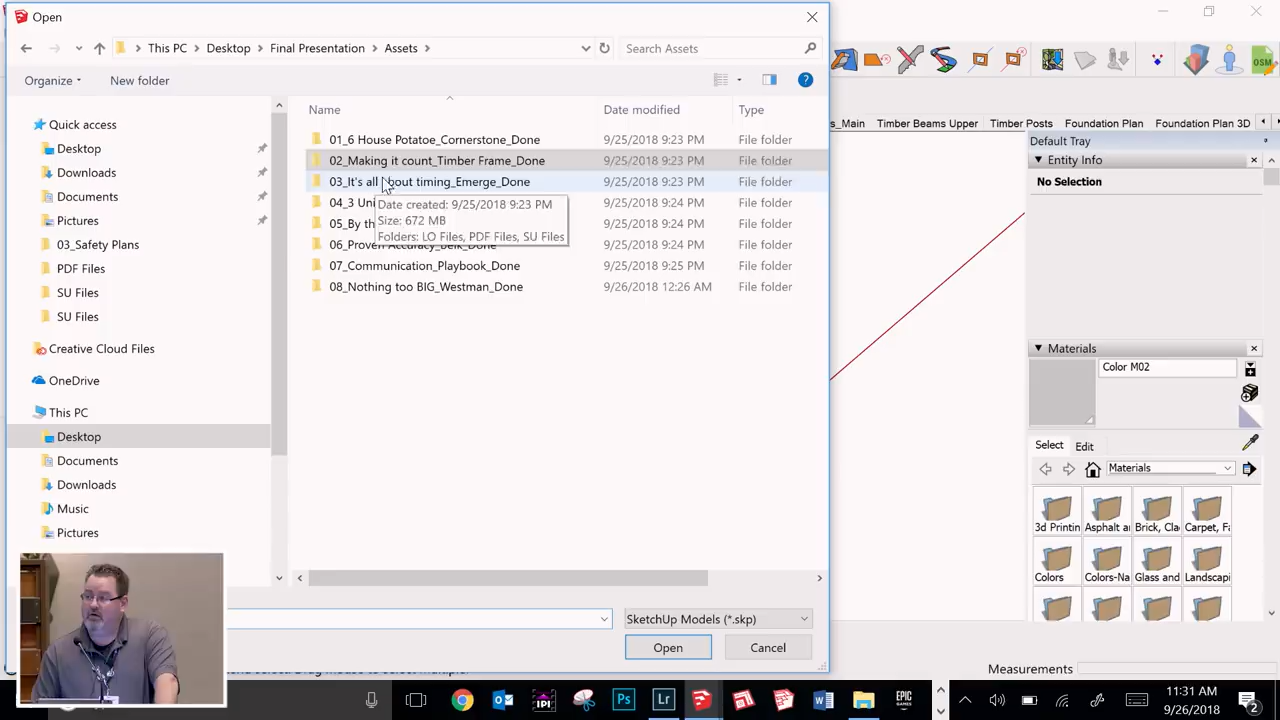 Open
This PC
Desktop
Final Presentation
Assets
Search Assets
Organize
New folder
?
Name
Date modified
Type
Quick access
Desktop
Downloads
Documents
Pictures
03_Safety Plans
PDF Files
SU Files
SU Files
Creative Cloud Files
OneDrive
This PC
Desktop
Documents
Downloads
Music
Pictures
01_6 House Potatoe_Cornerstone_Done 9/25/2018 9:23 PM File folder
02_Making it count_Timber Frame_Done 9/25/2018 9:23 PM File folder
03_It's all about timing_Emerge_Done 9/25/2018 9:23 PM File folder
04_3 Uni 9/25/2018 9:24 PM File folder
05_By th 9/25/2018 9:24 PM File folder
06_Proven Accuracy_Belk_Done 9/25/2018 9:24 PM File folder
07_Communication_Playbook_Done 9/25/2018 9:25 PM File folder
08_Nothing too BIG_Westman_Done 9/26/2018 12:26 AM File folder
Date created: 9/25/2018 9:23 PM
Size: 672 MB
Folders: LO Files, PDF Files, SU Files
SketchUp Models (*.skp)
Open
Cancel
OSM
s_Main
Timber Beams Upper
Timber Posts
Foundation Plan
Foundation Plan 3D
Default Tray
Entity Info
No Selection
Materials
Color M02
Select
Edit
Materials
3d Printin
Asphalt a
Brick, Cla
Carpet, Fa
Colors
Colors-Na
Glass and
Landscapi
Measurements
Ps
Lr
EPIC
GAMES
11:31 AM
9/26/2018
2